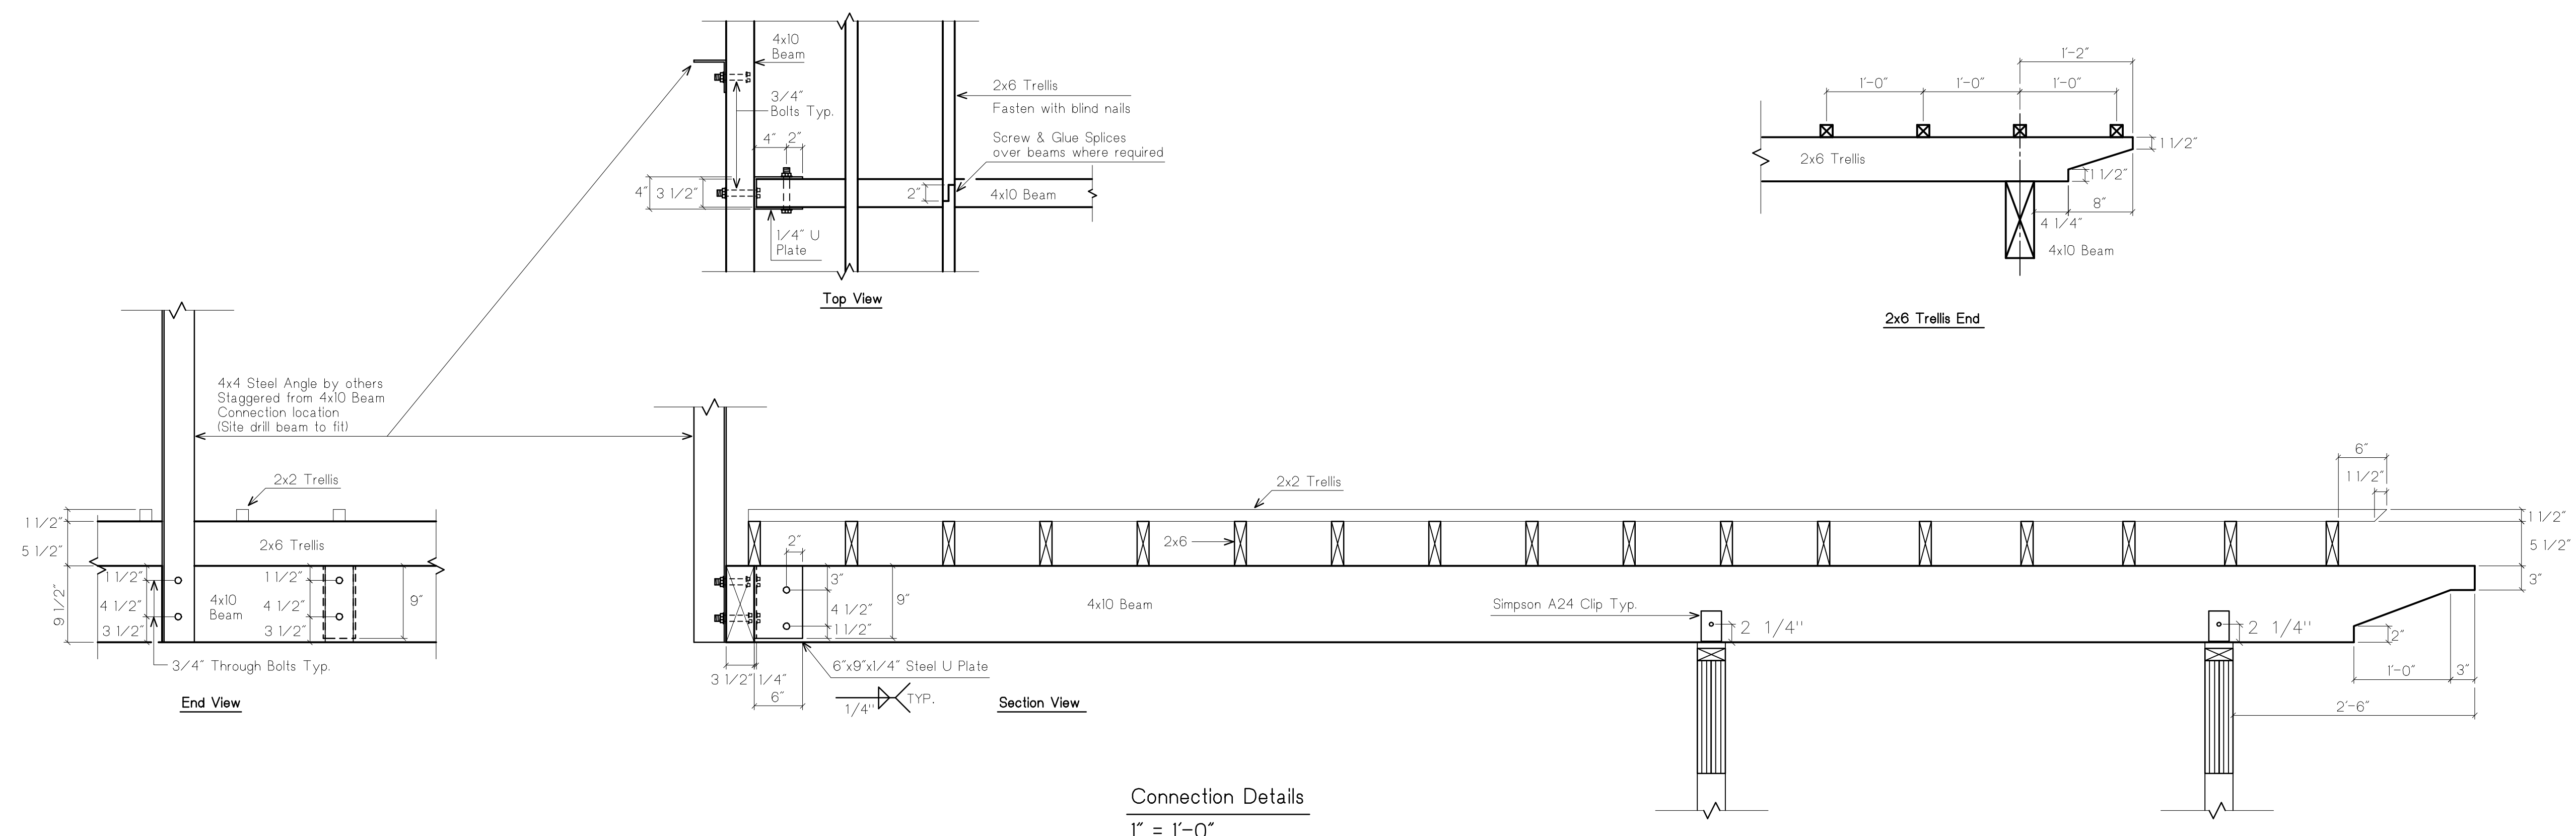 4x10
Beam
3/4"
Bolts Typ.
4" 2"
4"
3 1/2"
2"
1/4" U
Plate
4x10 Beam
2x6 Trellis
Fasten with blind nails
Screw & Glue Splices
over beams where required
Top View
1'-2"
1'-0" 1'-0" 1'-0"
1 1/2"
2x6 Trellis
1 1/2"
8"
4 1/4"
4x10 Beam
2x6 Trellis End
4x4 Steel Angle by others
Staggered from 4x10 Beam
Connection location
(Site drill beam to fit)
2x2 Trellis
1 1/2"
5 1/2"
9 1/2"
2x6 Trellis
1 1/2"
4 1/2"
3 1/2"
4x10
Beam
1 1/2"
4 1/2"
3 1/2"
9"
3/4" Through Bolts Typ.
End View
2x2 Trellis
2x6
2"
3"
4 1/2"
1 1/2"
9"
4x10 Beam
Simpson A24 Clip Typ.
2 1/4"
2 1/4"
6"
1 1/2"
1 1/2"
5 1/2"
3"
2"
1'-0" 3"
2'-6"
6"x9"x1/4" Steel U Plate
3 1/2" 1/4"
6"
1/4" TYP.
Section View
Connection Details
1" = 1'-0"